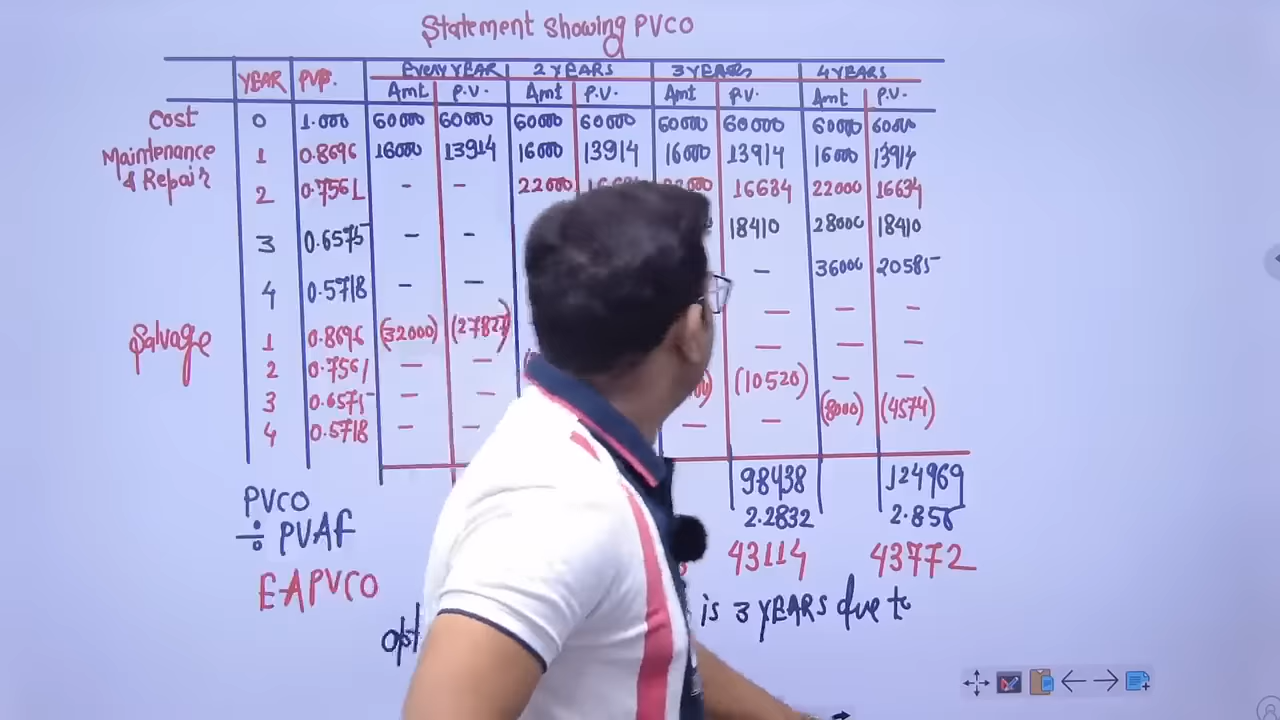 Statement Showing PVCO
YEAR PVF. EVERY YEAR 2 YEARS 3 YEARS 4 YEARS
Amt P.V. Amt P.V. Amt P.V. Amt P.V.
Cost 0 1.000 60000 60000 60000 60000 60000 60000 60000 60000
Maintenance & Repair 1 0.8696 16000 13914 16000 13914 16000 13914 16000 13914
2 0.7561 - - 22000 16634 22000 16634
3 0.6575 - - 18410 28000 18410
4 0.5718 - - - 36000 20585
Salvage 1 0.8696 (32000) (27827) - - -
2 0.7561 - - - - -
3 0.6575 - - (10520) - -
4 0.5718 - - - - (8000) (4574)
PVCO 98438 124969
÷ PVAF 2.2832 2.855
EAPVCO 43114 43772
is 3 YEARS due to